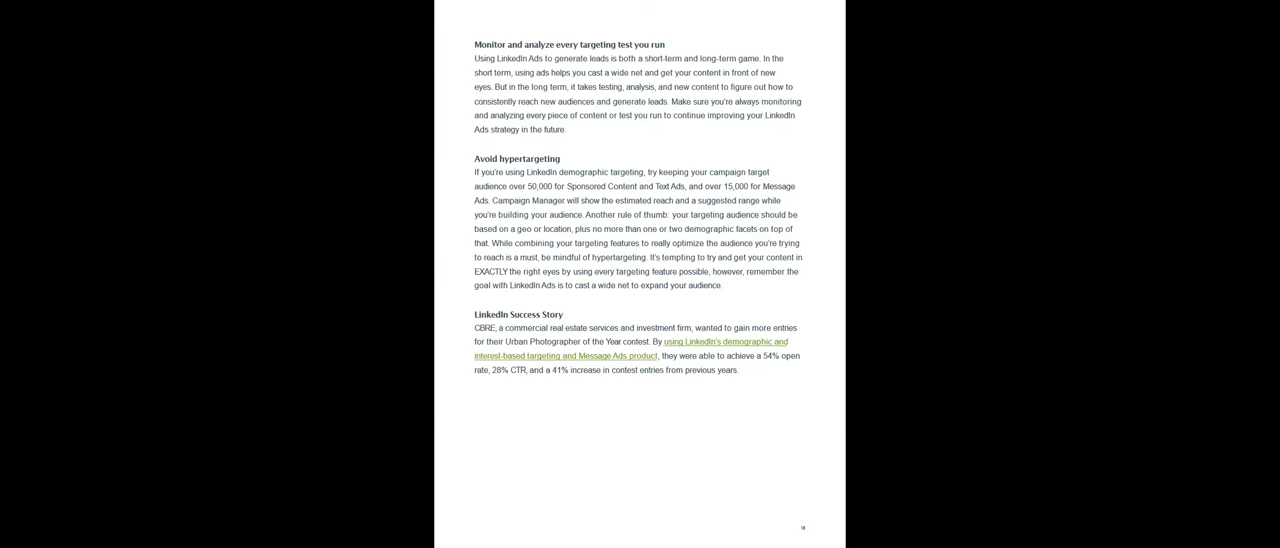 Monitor and analyze every targeting test you run
Using LinkedIn Ads to generate leads is both a short-term and long-term game. In the
short term, using ads helps you cast a wide net and get your content in front of new
eyes. But in the long term, it takes testing, analysis, and new content to figure out how to
consistently reach new audiences and generate leads. Make sure you're always monitoring
and analyzing every piece of content or test you run to continue improving your LinkedIn
Ads strategy in the future.
Avoid hypertargeting
If you're using LinkedIn demographic targeting, try keeping your campaign target
audience over 50,000 for Sponsored Content and Text Ads, and over 15,000 for Message
Ads. Campaign Manager will show the estimated reach and a suggested range while
you're building your audience. Another rule of thumb: your targeting audience should be
based on a geo or location, plus no more than one or two demographic facets on top of
that. While combining your targeting features to really optimize the audience you're trying
to reach is a must, be mindful of hypertargeting. It's tempting to try and get your content in
EXACTLY the right eyes by using every targeting feature possible, however, remember the
goal with LinkedIn Ads is to cast a wide net to expand your audience.
LinkedIn Success Story
CBRE, a commercial real estate services and investment firm, wanted to gain more entries
for their Urban Photographer of the Year contest. By using LinkedIn's demographic and
interest-based targeting and Message Ads product, they were able to achieve a 54% open
rate, 28% CTR, and a 41% increase in contest entries from previous years.